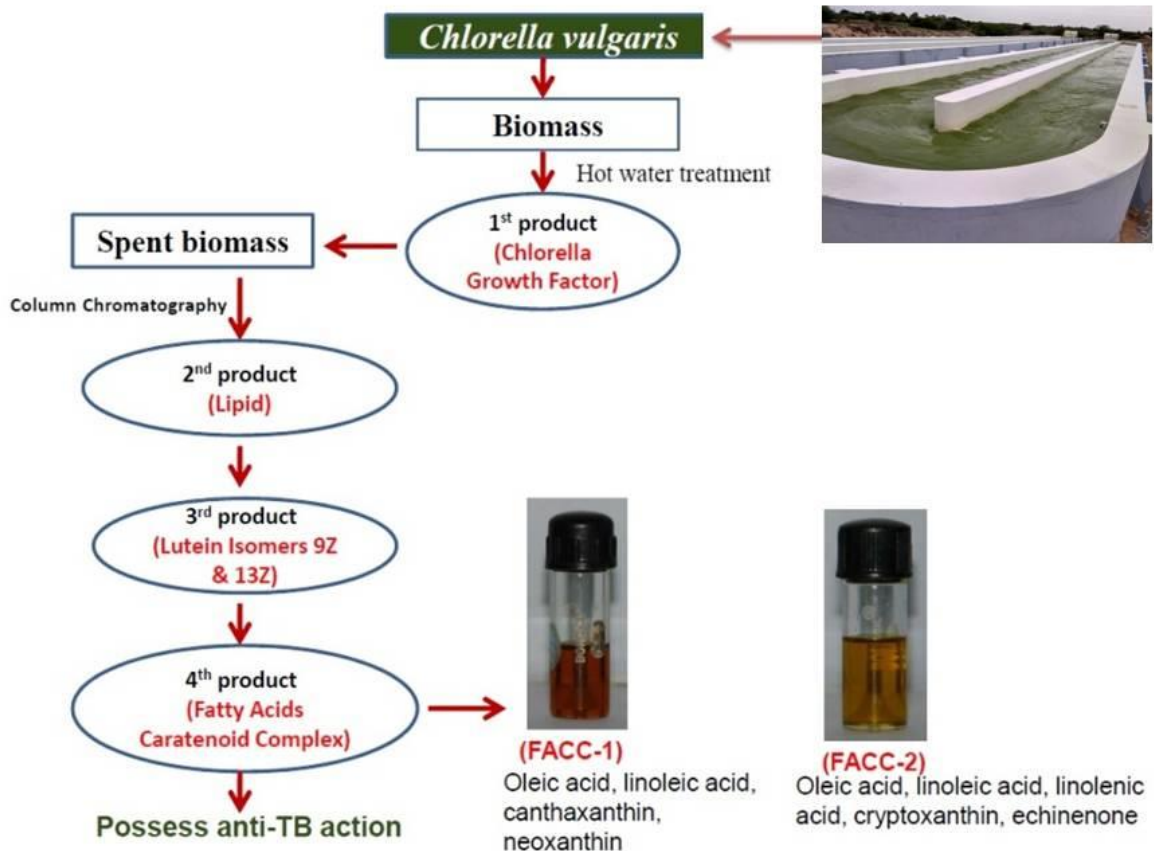 Chlorella vulgaris
Biomass
Hot water treatment
1st product
(Chlorella
Growth Factor)
Spent biomass
Column Chromatography
2nd product
(Lipid)
3rd product
(Lutein Isomers 9Z
& 13Z)
4th product
(Fatty Acids
Caratenoid Complex)
Possess anti-TB action
(FACC-1)
Oleic acid, linoleic acid,
canthaxanthin,
neoxanthin
(FACC-2)
Oleic acid, linoleic acid, linolenic
acid, cryptoxanthin, echinenone